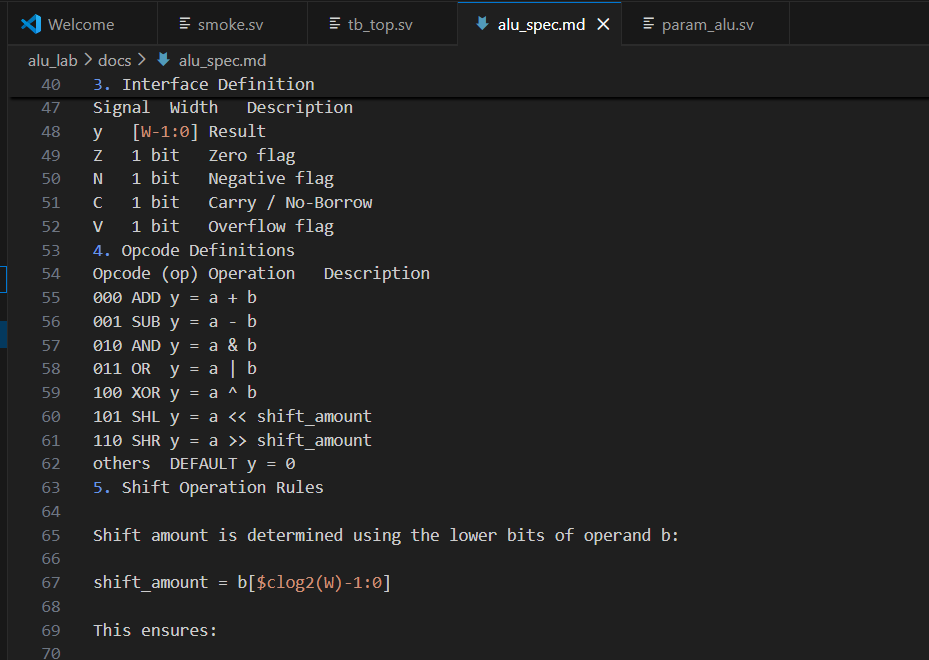 Welcome
smoke.sv
tb_top.sv
alu_spec.md
param_alu.sv
alu_lab > docs > alu_spec.md
40 3. Interface Definition
47 Signal  Width   Description
48 y   [W-1:0] Result
49 Z   1 bit   Zero flag
50 N   1 bit   Negative flag
51 C   1 bit   Carry / No-Borrow
52 V   1 bit   Overflow flag
53 4. Opcode Definitions
54 Opcode (op) Operation   Description
55 000 ADD y = a + b
56 001 SUB y = a - b
57 010 AND y = a & b
58 011 OR  y = a | b
59 100 XOR y = a ^ b
60 101 SHL y = a << shift_amount
61 110 SHR y = a >> shift_amount
62 others  DEFAULT y = 0
63 5. Shift Operation Rules
64
65 Shift amount is determined using the lower bits of operand b:
66
67 shift_amount = b[$clog2(W)-1:0]
68
69 This ensures:
70